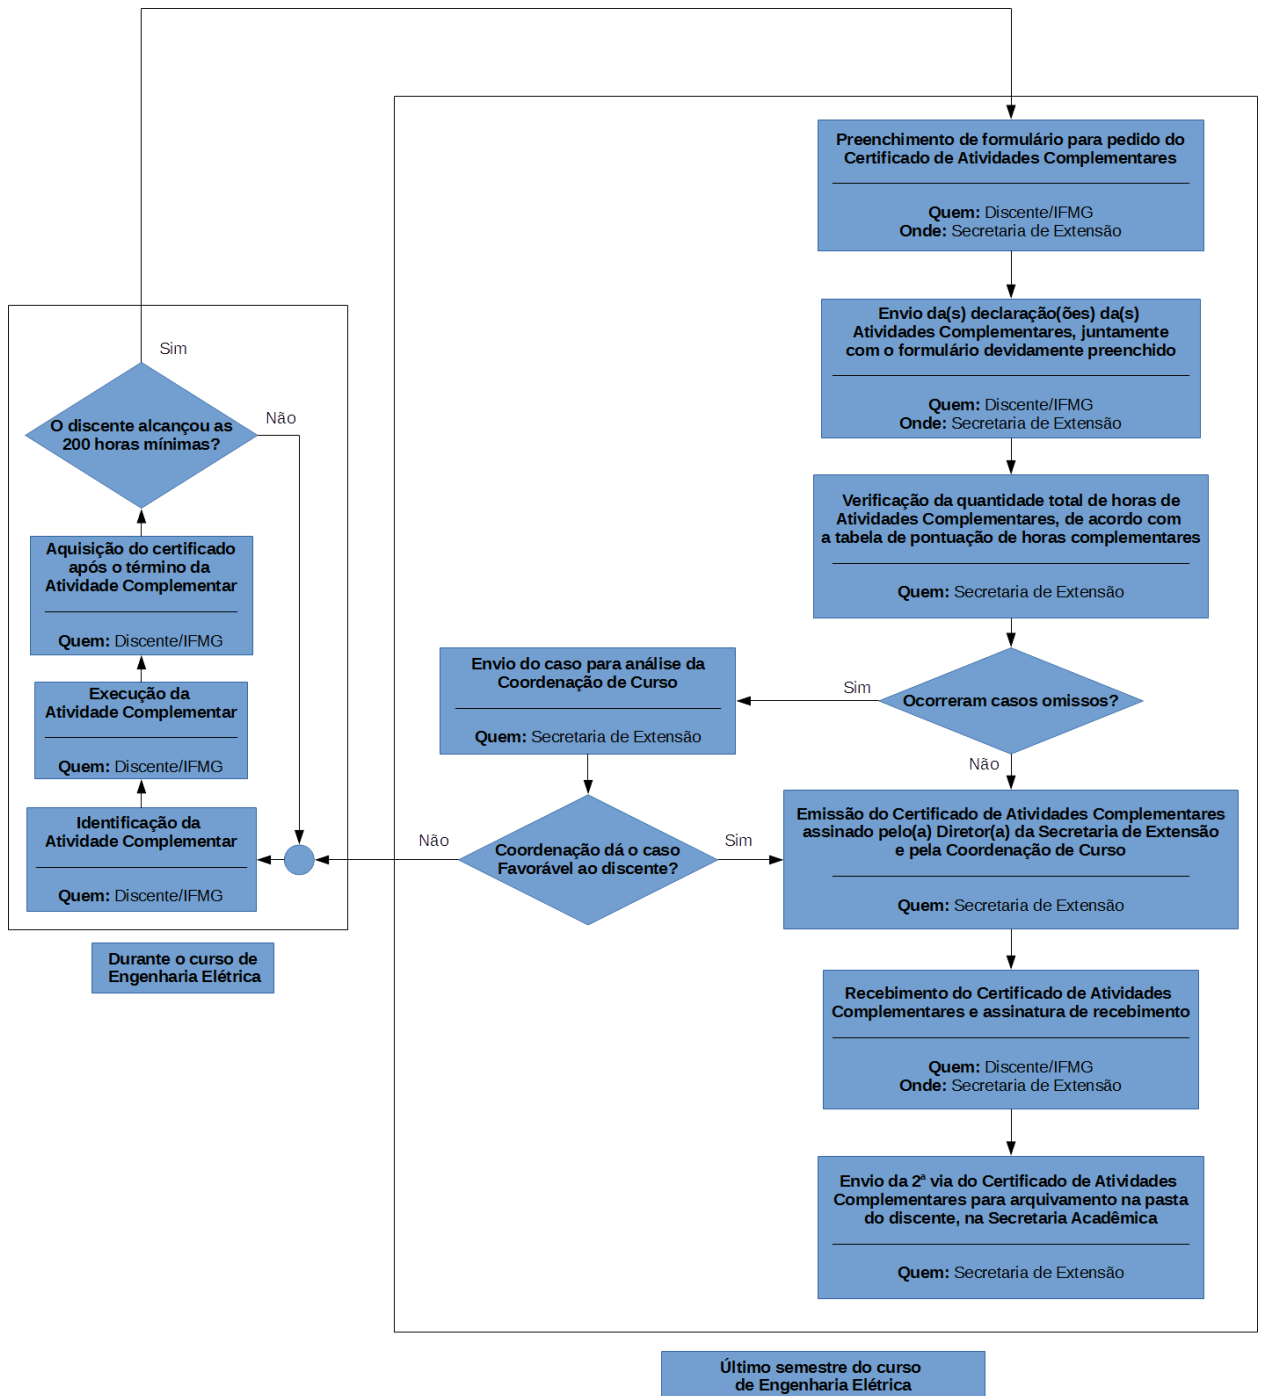 Preenchimento de formulário para pedido do
Certificado de Atividades Complementares
Quem: Discente/IFMG
Onde: Secretaria de Extensão
Envio da(s) declaração(ões) da(s)
Atividades Complementares, juntamente
com o formulário devidamente preenchido
Quem: Discente/IFMG
Onde: Secretaria de Extensão
Sim
Não
O discente alcançou as
200 horas mínimas?
Verificação da quantidade total de horas de
Atividades Complementares, de acordo com
a tabela de pontuação de horas complementares
Quem: Secretaria de Extensão
Aquisição do certificado
após o término da
Atividade Complementar
Quem: Discente/IFMG
Envio do caso para análise da
Coordenação de Curso
Quem: Secretaria de Extensão
Sim
Ocorreram casos omissos?
Não
Execução da
Atividade Complementar
Quem: Discente/IFMG
Identificação da
Atividade Complementar
Quem: Discente/IFMG
Não
Coordenação dá o caso
Favorável ao discente?
Sim
Emissão do Certificado de Atividades Complementares
assinado pelo(a) Diretor(a) da Secretaria de Extensão
e pela Coordenação de Curso
Quem: Secretaria de Extensão
Durante o curso de
Engenharia Elétrica
Recebimento do Certificado de Atividades
Complementares e assinatura de recebimento
Quem: Discente/IFMG
Onde: Secretaria de Extensão
Envio da 2ª via do Certificado de Atividades
Complementares para arquivamento na pasta
do discente, na Secretaria Acadêmica
Quem: Secretaria de Extensão
Último semestre do curso
de Engenharia Elétrica